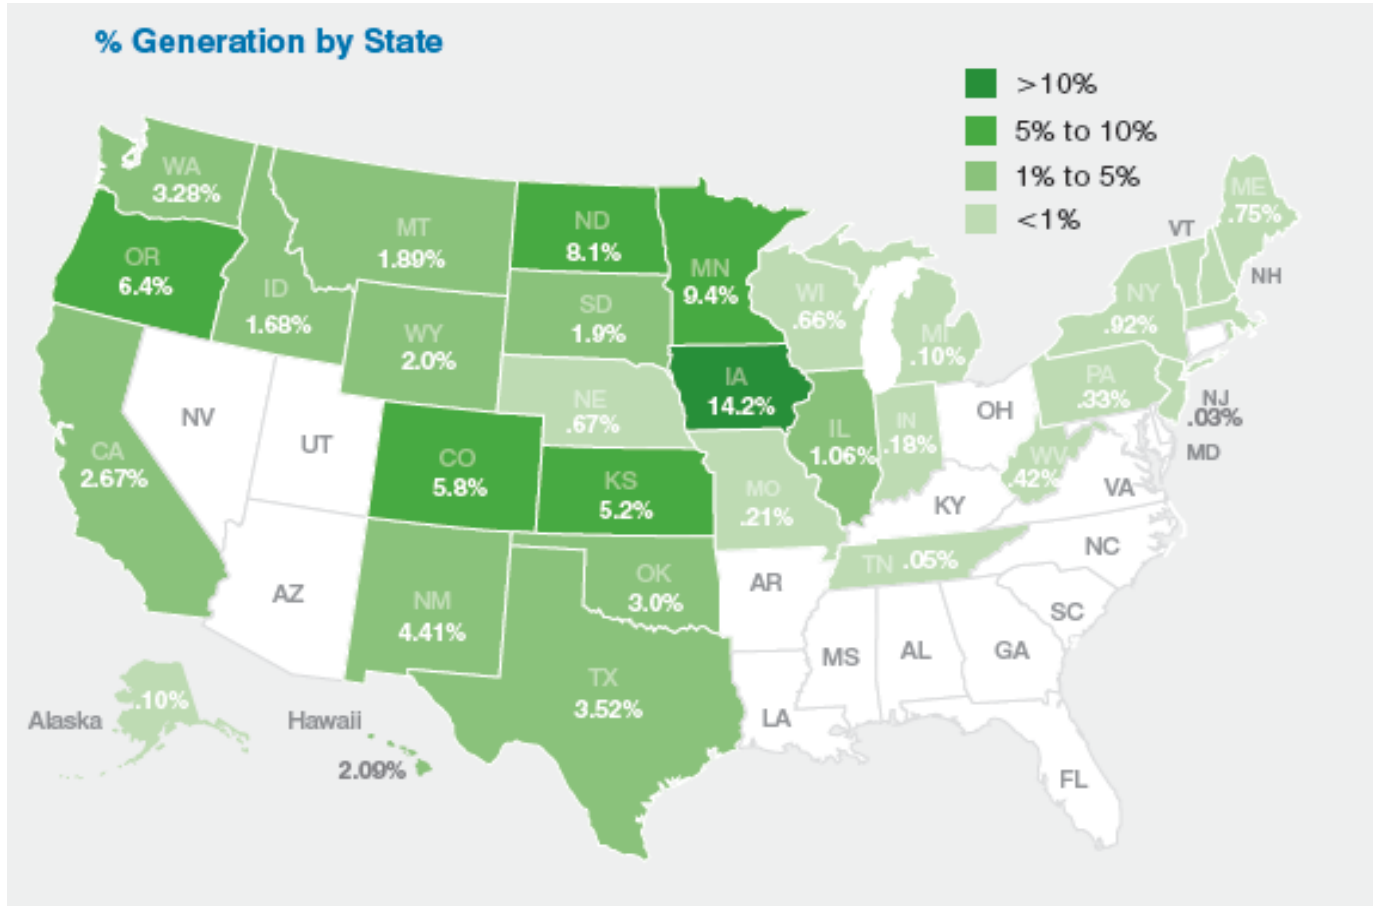 % Generation by State
>10%
5% to 10%
1% to 5%
<1%
WA
3.28%
OR
6.4%
ID
1.68%
MT
1.89%
WY
2.0%
ND
8.1%
SD
1.9%
NE
.67%
MN
9.4%
IA
14.2%
WI
.66%
MI
.10%
IL
1.06%
IN
.18%
OH
PA
.33%
NY
.92%
VT
ME
.75%
NH
NJ
.03%
MD
WV
.42%
VA
KY
NC
TN .05%
SC
CA
2.67%
NV
UT
CO
5.8%
KS
5.2%
MO
.21%
AZ
NM
4.41%
OK
3.0%
TX
3.52%
AR
LA
MS
AL
GA
FL
Alaska
.10%
Hawaii
2.09%